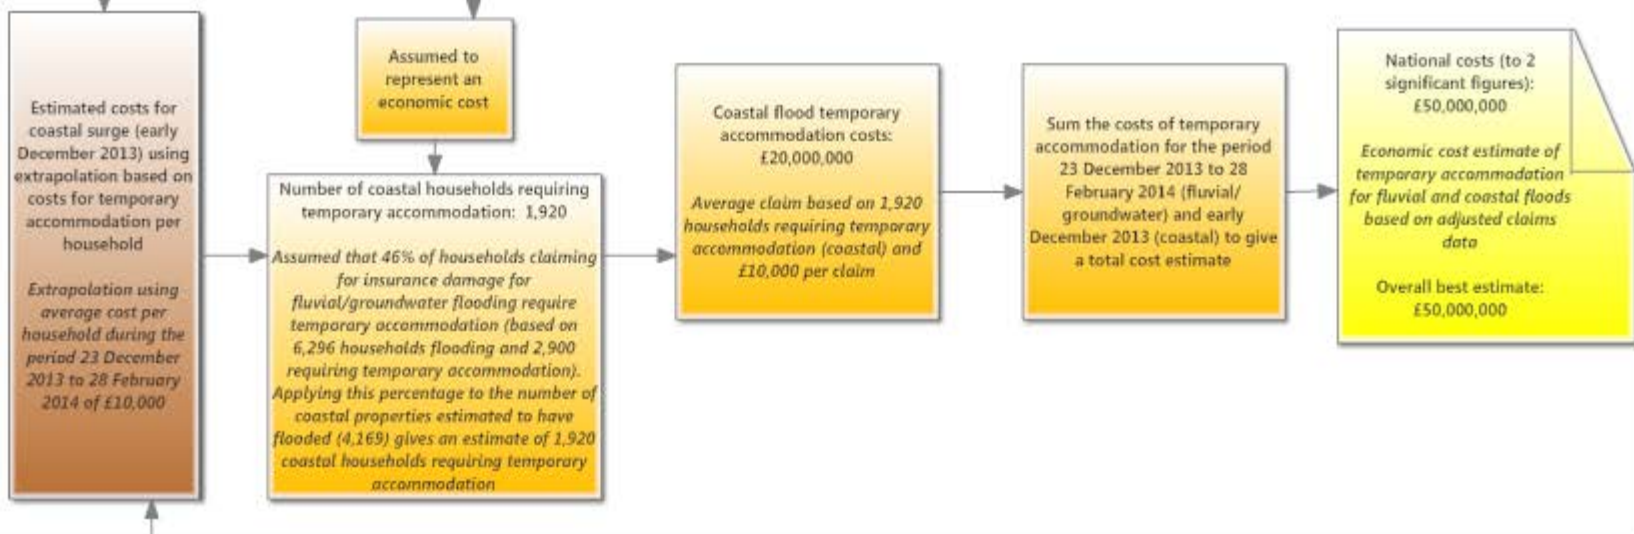 Estimated costs for
coastal surge (early
December 2013) using
extrapolation based on
costs for temporary
accommodation per
household
Extrapolation using
average cost per
household during the
period 23 December
2013 to 28 February
2014 of £10,000
Assumed to
represent an
economic cost
Number of coastal households requiring
temporary accommodation: 1,920
Assumed that 46% of households claiming
for insurance damage for
fluvial/groundwater flooding require
temporary accommodation (based on
6,296 households flooding and 2,900
requiring temporary accommodation).
Applying this percentage to the number of
coastal properties estimated to have
flooded (4,169) gives an estimate of 1,920
coastal households requiring temporary
accommodation
Coastal flood temporary
accommodation costs:
£20,000,000
Average claim based on 1,920
households requiring temporary
accommodation (coastal) and
£10,000 per claim
Sum the costs of temporary
accommodation for the period
23 December 2013 to 28
February 2014 (fluvial/
groundwater) and early
December 2013 (coastal) to give
a total cost estimate
National costs (to 2
significant figures):
£50,000,000
Economic cost estimate of
temporary accommodation
for fluvial and coastal floods
based on adjusted claims
data
Overall best estimate:
£50,000,000